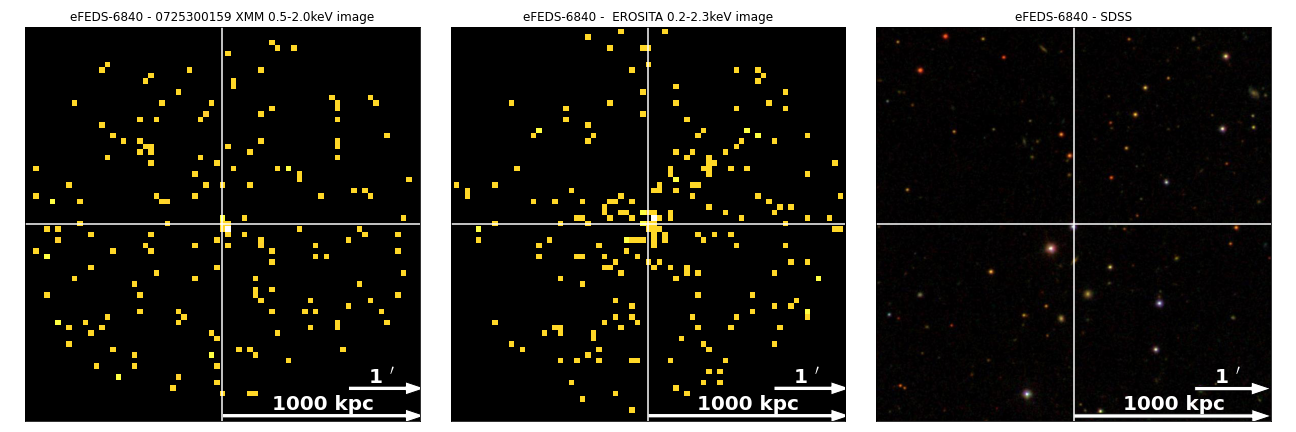 eFEDS-6840 - 0725300159 XMM 0.5-2.0keV image
1 ′
1000 kpc
eFEDS-6840 -  EROSITA 0.2-2.3keV image
1 ′
1000 kpc
eFEDS-6840 - SDSS
1 ′
1000 kpc